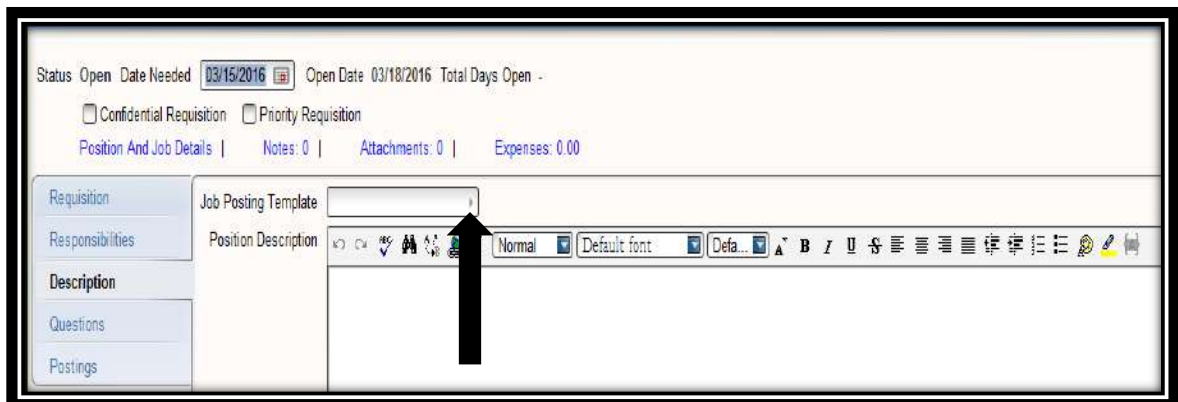 Status Open Date Needed 03/15/2016 Open Date 03/18/2016 Total Days Open -
Confidential Requisition Priority Requisition
Position And Job Details | Notes: 0 | Attachments: 0 | Expenses: 0.00
Requisition Job Posting Template
Responsibilities Position Description Normal Default font Defa... A B I U S
Description
Questions
Postings